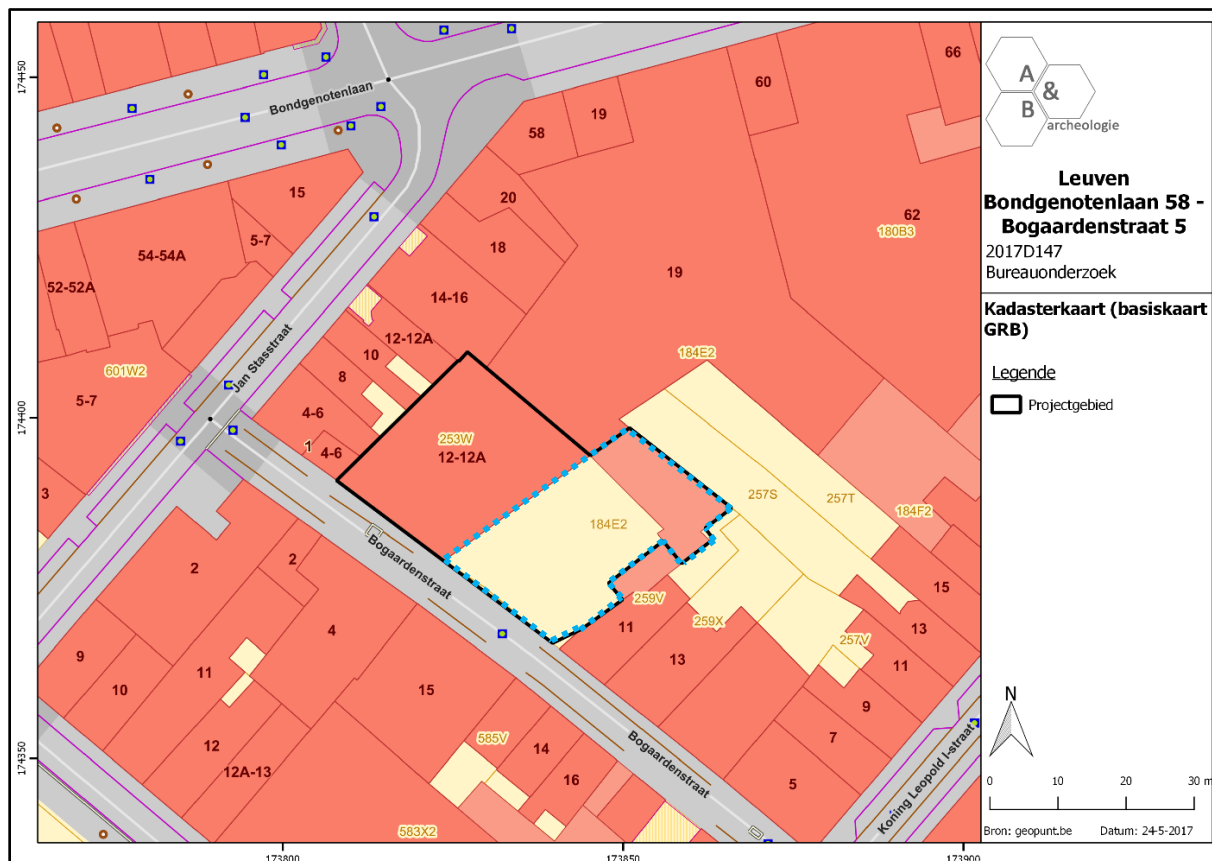 174450
174400
174350
173800
173850
173900
Bondgenotenlaan
66
60
19
58
15
20
62
180B3
5-7
18
54-54A
19
52-52A
14-16
Jan Stasstraat
12-12A
184E2
10
601W2
8
5-7
4-6
253W
1
4-6
12-12A
3
257S
257T
184E2
184F2
Bogaardenstraat
2
2
15
259V
4
11
259X
13
9
11
13
257V
11
10
15
9
585V
7
12
14
Bogaardenstraat
12A-13
16
5
Koning Leopold I-straat
583X2
A
&
B
archeologie
Leuven
Bondgenotenlaan 58 -
Bogaardenstraat 5
2017D147
Bureauonderzoek
Kadasterkaart (basiskaart
GRB)
Legende
Projectgebied
N
0 10 20 30 m
Bron: geopunt.be Datum: 24-5-2017